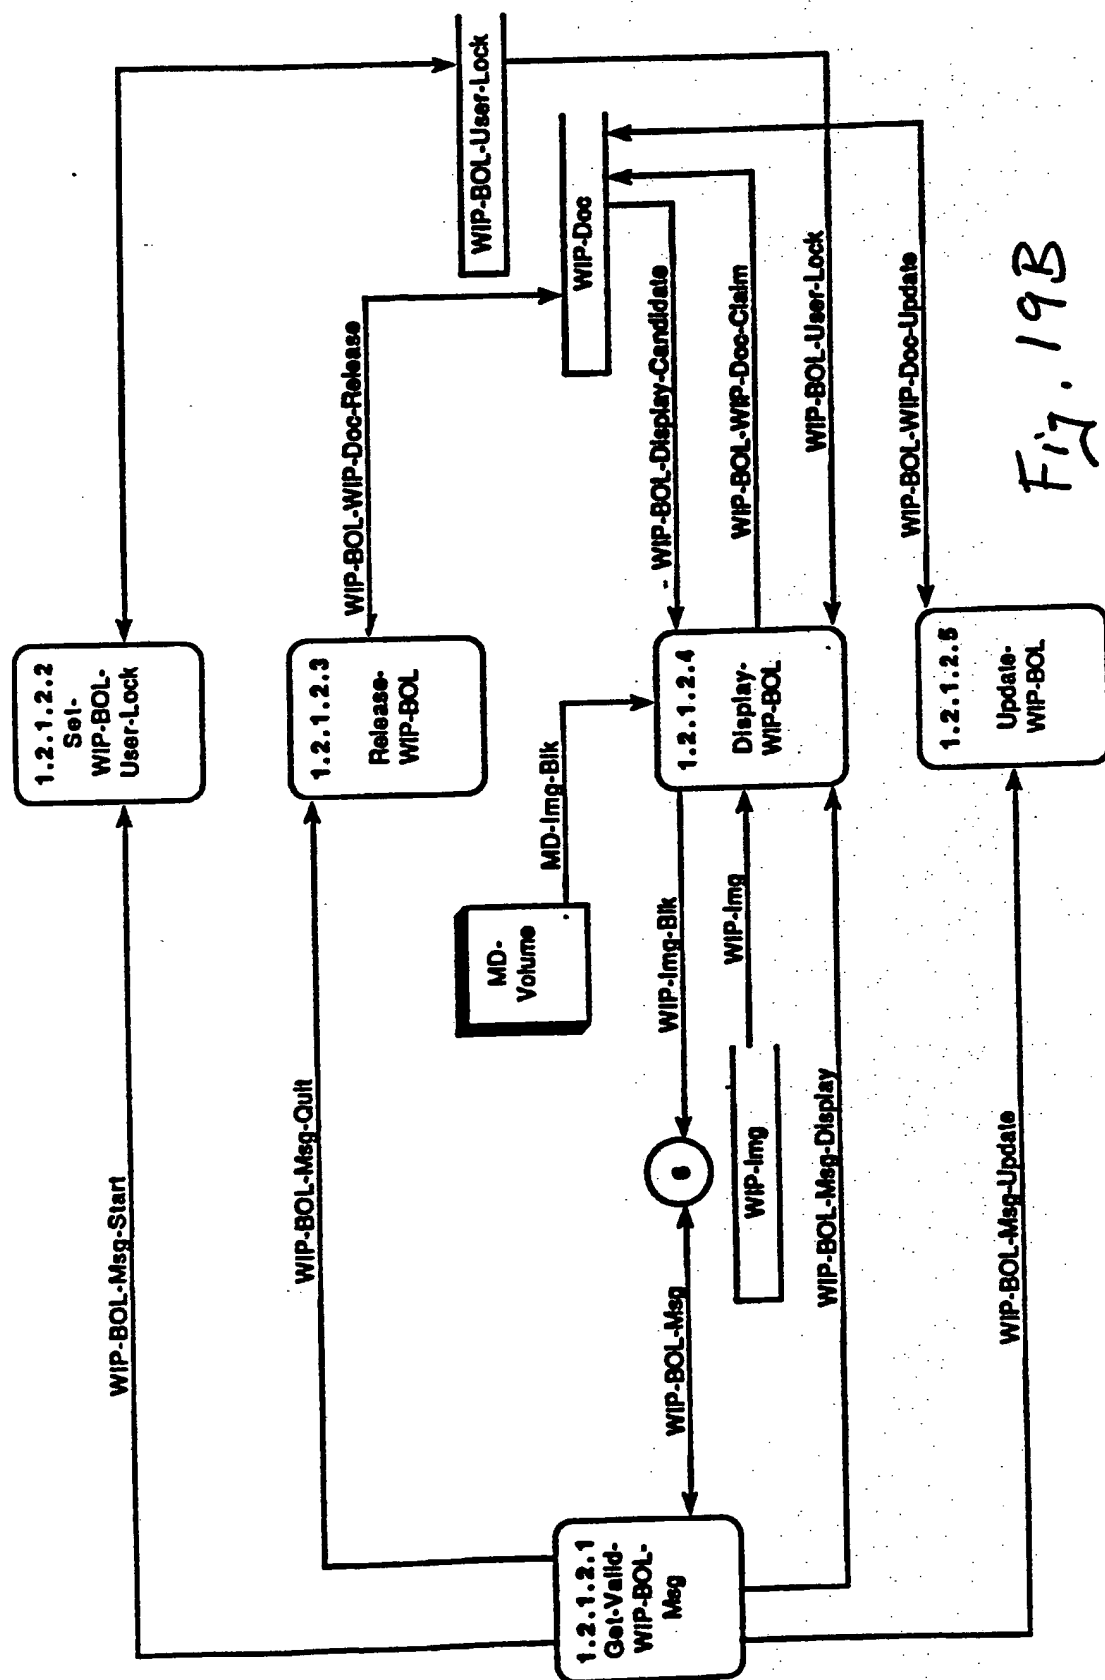 1.2.1.2.2
Set-
WIP-BOL-
User-Lock
WIP-BOL-Msg-Start
WIP-BOL-User-Lock
1.2.1.2.3
Release-
WIP-BOL
WIP-BOL-Msg-Quit
WIP-BOL-WIP-Doc-Release
WIP-Doc
MD-
Volume
MD-Img-Blk
1.2.1.2.1
Get-Valid-
WIP-BOL-
Msg
WIP-BOL-Msg
6
WIP-Img-Blk
WIP-Img
WIP-Img
1.2.1.2.4
Display-
WIP-BOL
WIP-BOL-Display-Candidate
WIP-BOL-WIP-Doc-Claim
WIP-BOL-User-Lock
WIP-BOL-Msg-Display
1.2.1.2.5
Update-
WIP-BOL
WIP-BOL-WIP-Doc-Update
WIP-BOL-Msg-Update
Fig. 19B